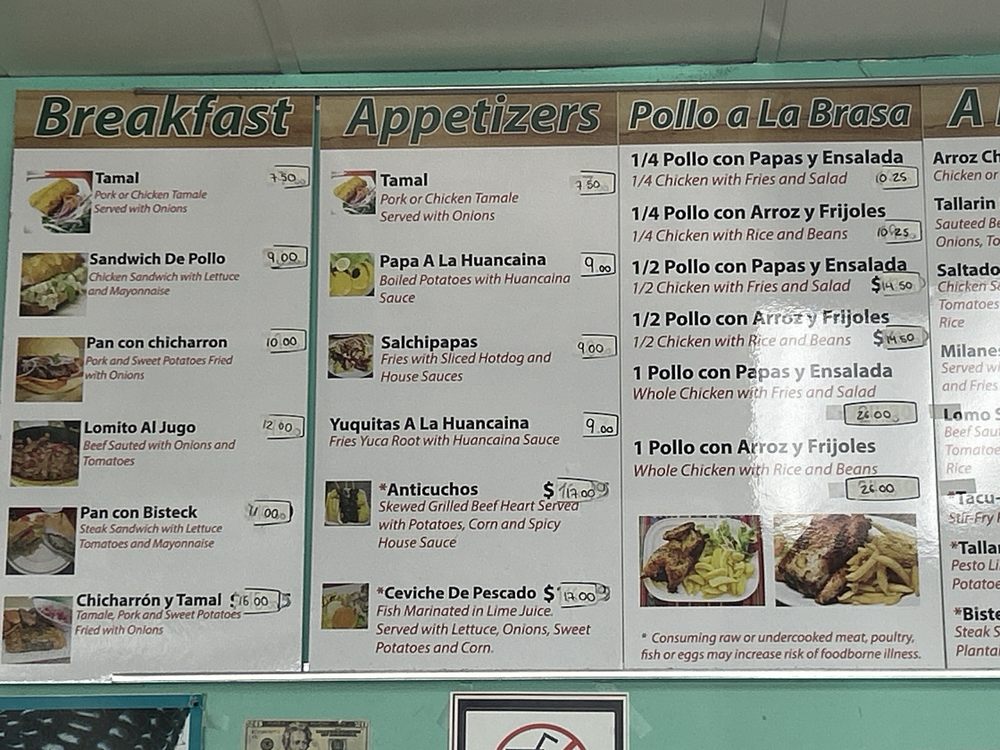 Breakfast
Tamal 7.50
Pork or Chicken Tamale
Served with Onions
Sandwich De Pollo 9.00
Chicken Sandwich with Lettuce
and Mayonnaise
Pan con chicharron 10.00
Pork and Sweet Potatoes Fried
with Onions
Lomito Al Jugo 12.00
Beef Sauted with Onions and
Tomatoes
Pan con Bisteck 11.00
Steak Sandwich with Lettuce
Tomatoes and Mayonnaise
Chicharrón y Tamal $16.00
Tamale, Pork and Sweet Potatoes
Fried with Onions
Appetizers
Tamal 7.50
Pork or Chicken Tamale
Served with Onions
Papa A La Huancaina 9.00
Boiled Potatoes with Huancaina
Sauce
Salchipapas 9.00
Fries with Sliced Hotdog and
House Sauces
Yuquitas A La Huancaina 9.00
Fries Yuca Root with Huancaina Sauce
*Anticuchos $17.00
Skewed Grilled Beef Heart Served
with Potatoes, Corn and Spicy
House Sauce
*Ceviche De Pescado $17.00
Fish Marinated in Lime Juice.
Served with Lettuce, Onions, Sweet
Potatoes and Corn.
Pollo a La Brasa
1/4 Pollo con Papas y Ensalada
1/4 Chicken with Fries and Salad 10.25
1/4 Pollo con Arroz y Frijoles
1/4 Chicken with Rice and Beans 10.25
1/2 Pollo con Papas y Ensalada
1/2 Chicken with Fries and Salad $14.50
1/2 Pollo con Arroz y Frijoles
1/2 Chicken with Rice and Beans $14.50
1 Pollo con Papas y Ensalada
Whole Chicken with Fries and Salad
26.00
1 Pollo con Arroz y Frijoles
Whole Chicken with Rice and Beans
26.00
* Consuming raw or undercooked meat, poultry,
fish or eggs may increase risk of foodborne illness.
A
Arroz Ch
Chicken or
Tallarin
Sauteed Be
Onions, To
Saltado
Chicken Sa
Tomatoes
Rice
Milanes
Served wi
and Fries
Lomo S
Beef Saut
Tomatoe
Rice
*Tacu-
Stir-Fry
*Tallar
Pesto Li
Potatoe
*Biste
Steak S
Planta